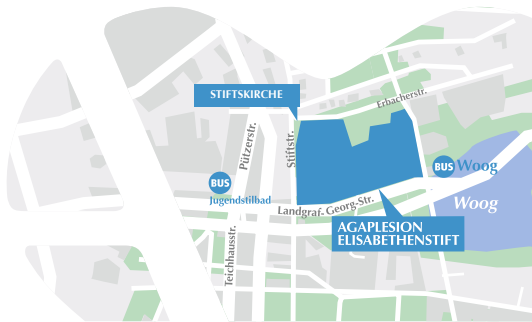 STIFTSKIRCHE
Erbacherstr.
Pützerstr.
Stiftstr.
BUS
Woog
BUS
Jugendstilbad
Landgraf-Georg-Str.
Woog
AGAPLESION
ELISABETHENSTIFT
Teichhausstr.